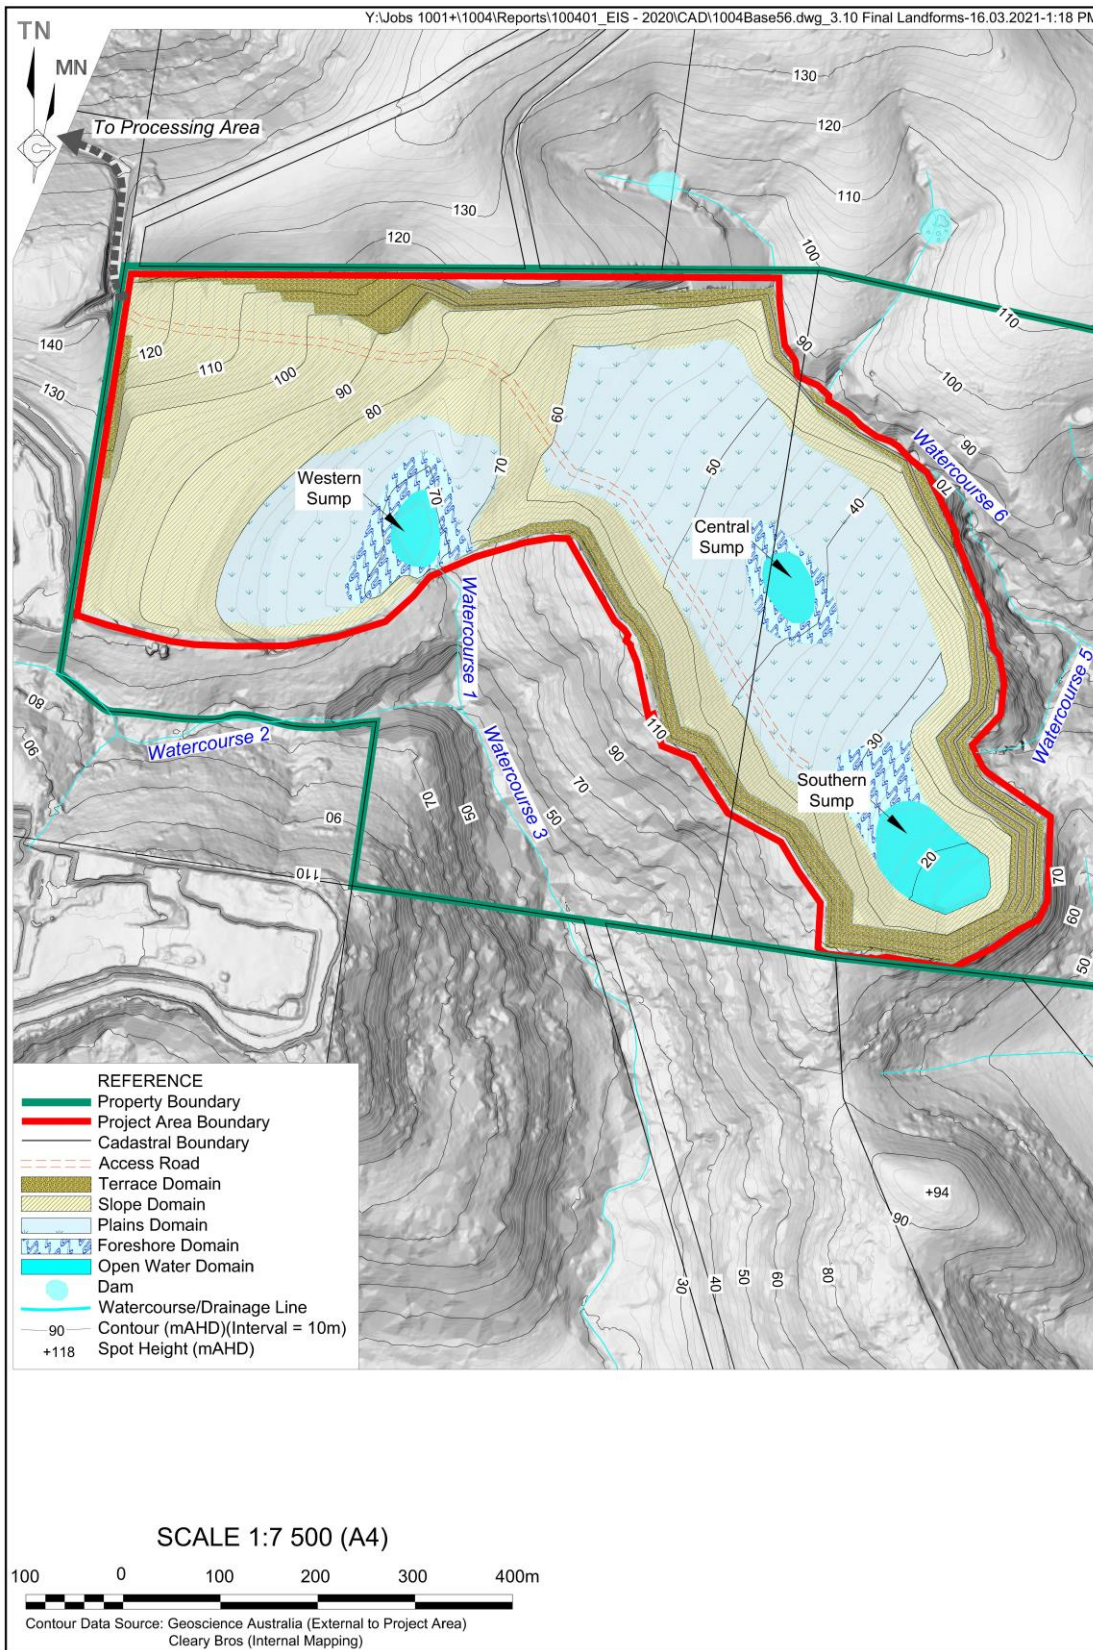 Y:\Jobs 1001+\1004\Reports\100401_EIS - 2020\CAD\1004Base56.dwg_3.10 Final Landforms-16.03.2021-1:18 PM
TN
MN
To Processing Area
130
120
110
130
120
100
110
140
130
120
110
100
90
80
90
100
90
60
70
50
40
70
Western
Sump
70
Central
Sump
Watercourse 6
Watercourse 1
Watercourse 5
80
90
Watercourse 2
Watercourse 3
110
90
70
50
30
Southern
Sump
20
70
50
50
70
60
50
90
110
REFERENCE
Property Boundary
Project Area Boundary
Cadastral Boundary
Access Road
Terrace Domain
Slope Domain
Plains Domain
Foreshore Domain
Open Water Domain
Dam
Watercourse/Drainage Line
90 Contour (mAHD)(Interval = 10m)
+118 Spot Height (mAHD)
+94
90
30
40
50
60
80
SCALE 1:7 500 (A4)
100 0 100 200 300 400m
Contour Data Source: Geoscience Australia (External to Project Area)
Cleary Bros (Internal Mapping)